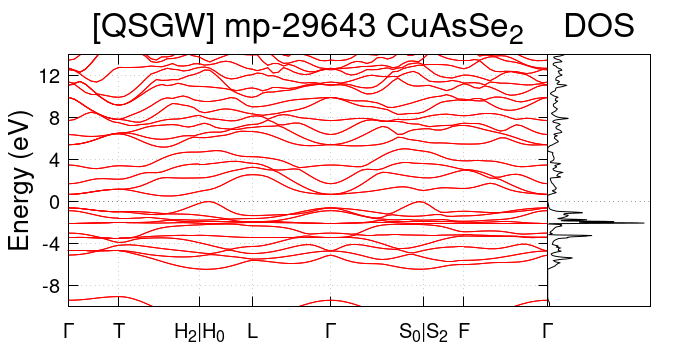 [QSGW] mp-29643 CuAsSe₂ DOS
Energy (eV)
12
8
4
0
-4
-8
Γ T H₂|H₀ L Γ S₀|S₂ F Γ